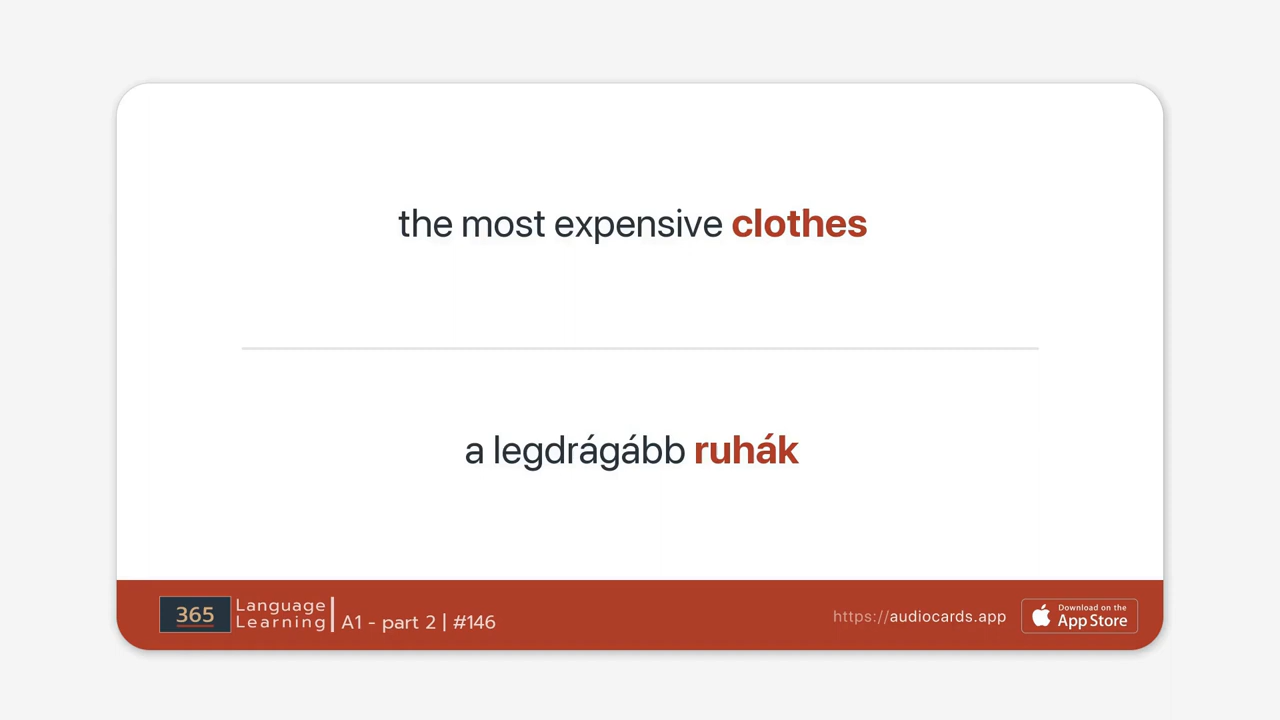 the most expensive clothes
a legdrágább ruhák
365
Language
Learning
A1 - part 2 | #146
https://audiocards.app
Download on the
App Store